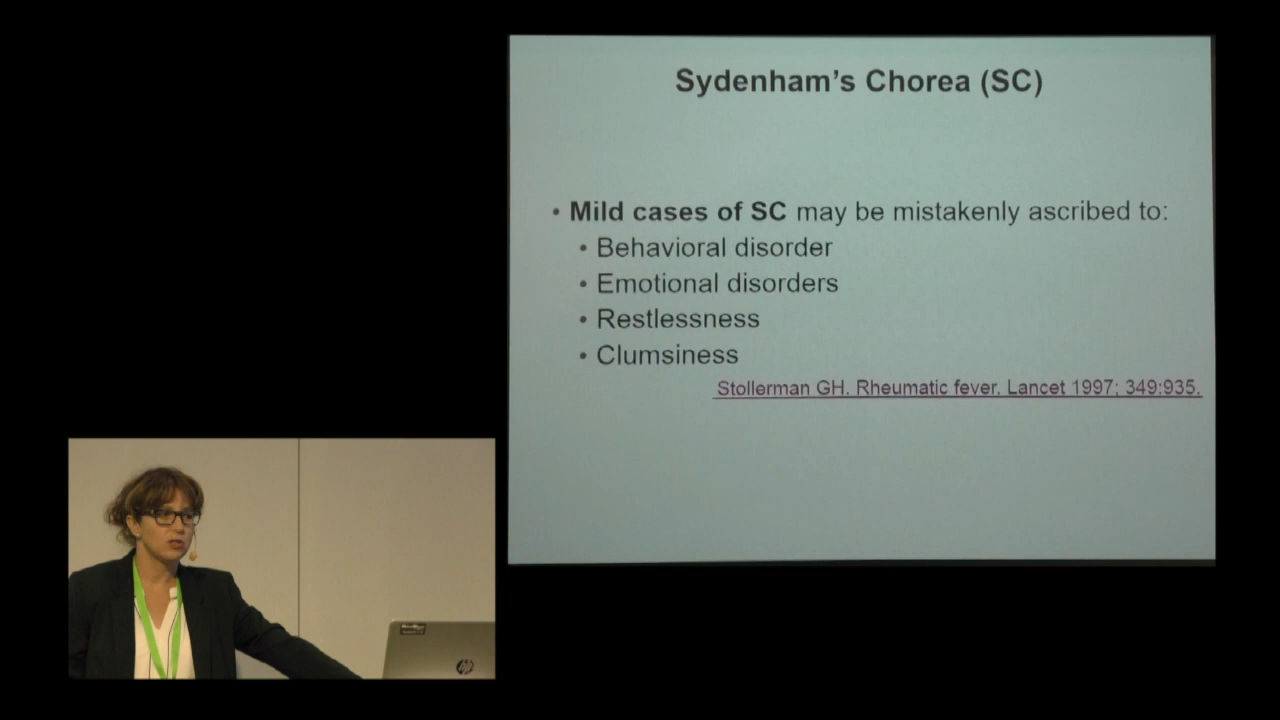 Sydenham's Chorea (SC)
• Mild cases of SC may be mistakenly ascribed to:
• Behavioral disorder
• Emotional disorders
• Restlessness
• Clumsiness
Stollerman GH. Rheumatic fever. Lancet 1997; 349:935.
hp